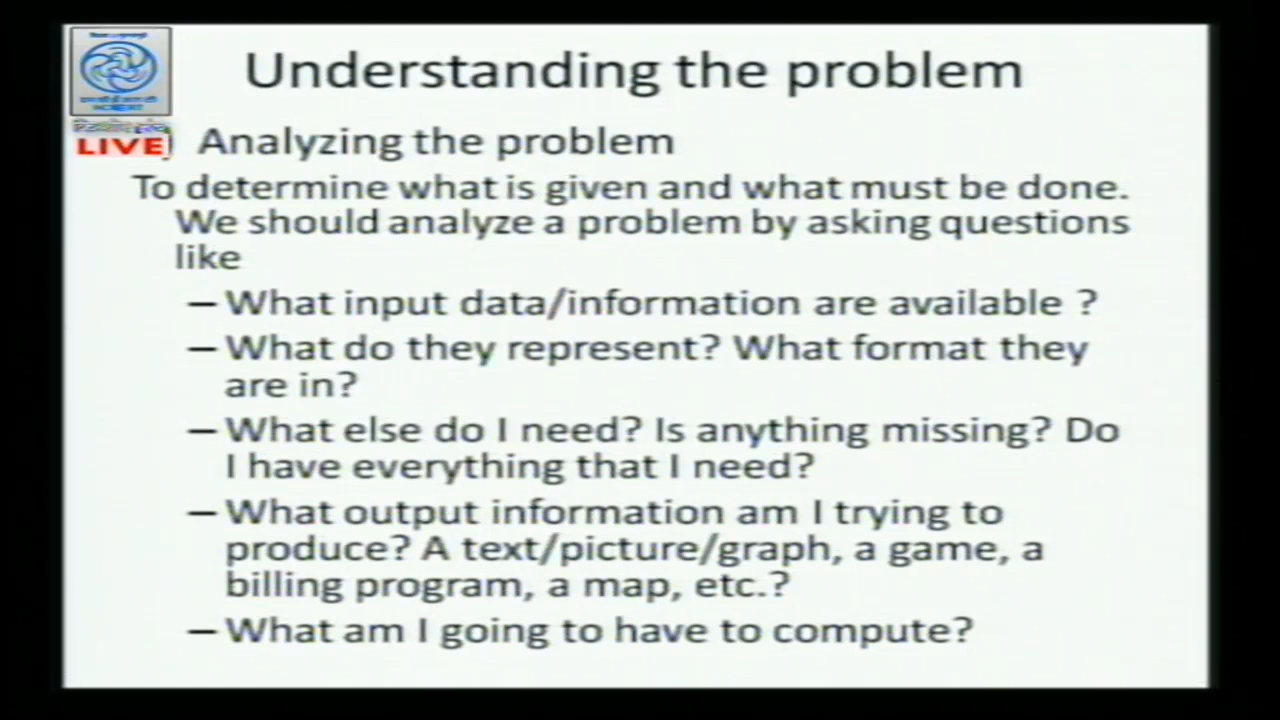 Understanding the problem
LIVE
Analyzing the problem
To determine what is given and what must be done.
We should analyze a problem by asking questions
like
– What input data/information are available ?
– What do they represent? What format they
are in?
– What else do I need? Is anything missing? Do
I have everything that I need?
– What output information am I trying to
produce? A text/picture/graph, a game, a
billing program, a map, etc.?
– What am I going to have to compute?